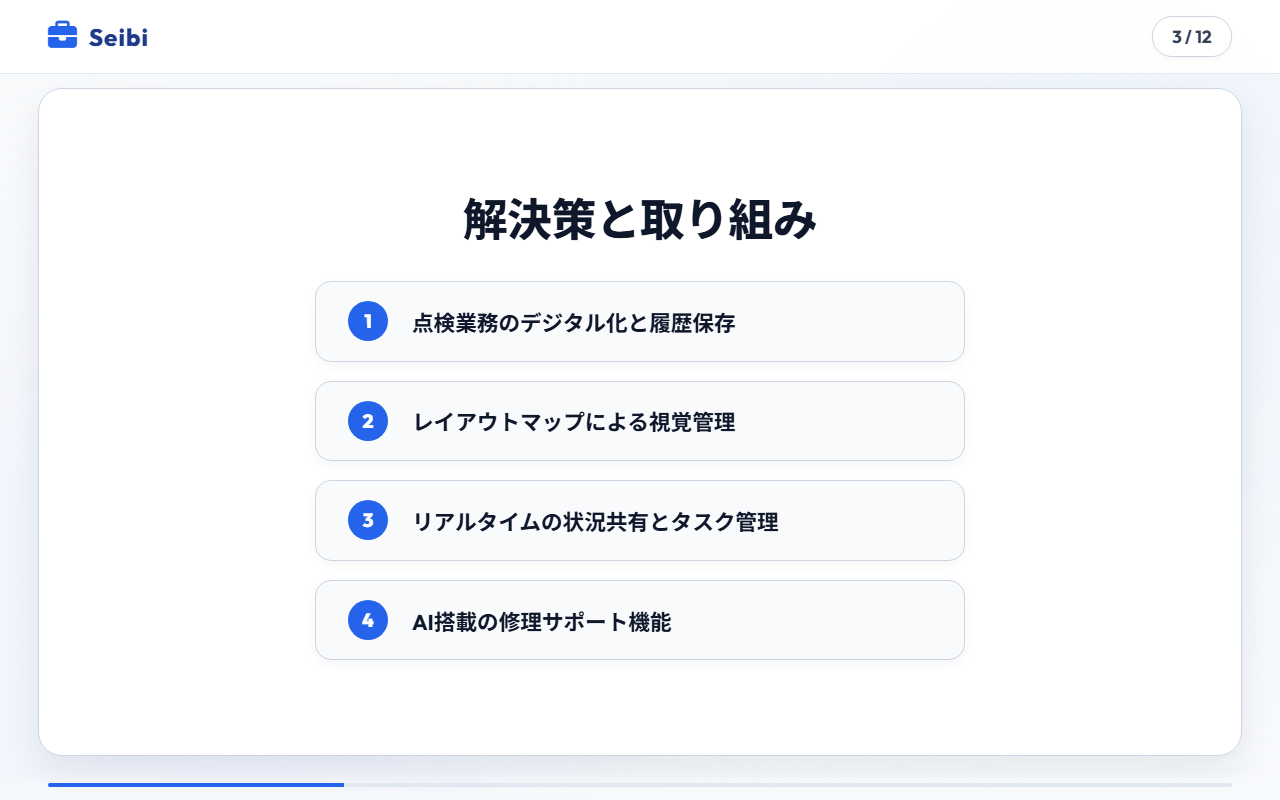 Seibi
3 / 12
解決策と取り組み
1 点検業務のデジタル化と履歴保存
2 レイアウトマップによる視覚管理
3 リアルタイムの状況共有とタスク管理
4 AI搭載の修理サポート機能